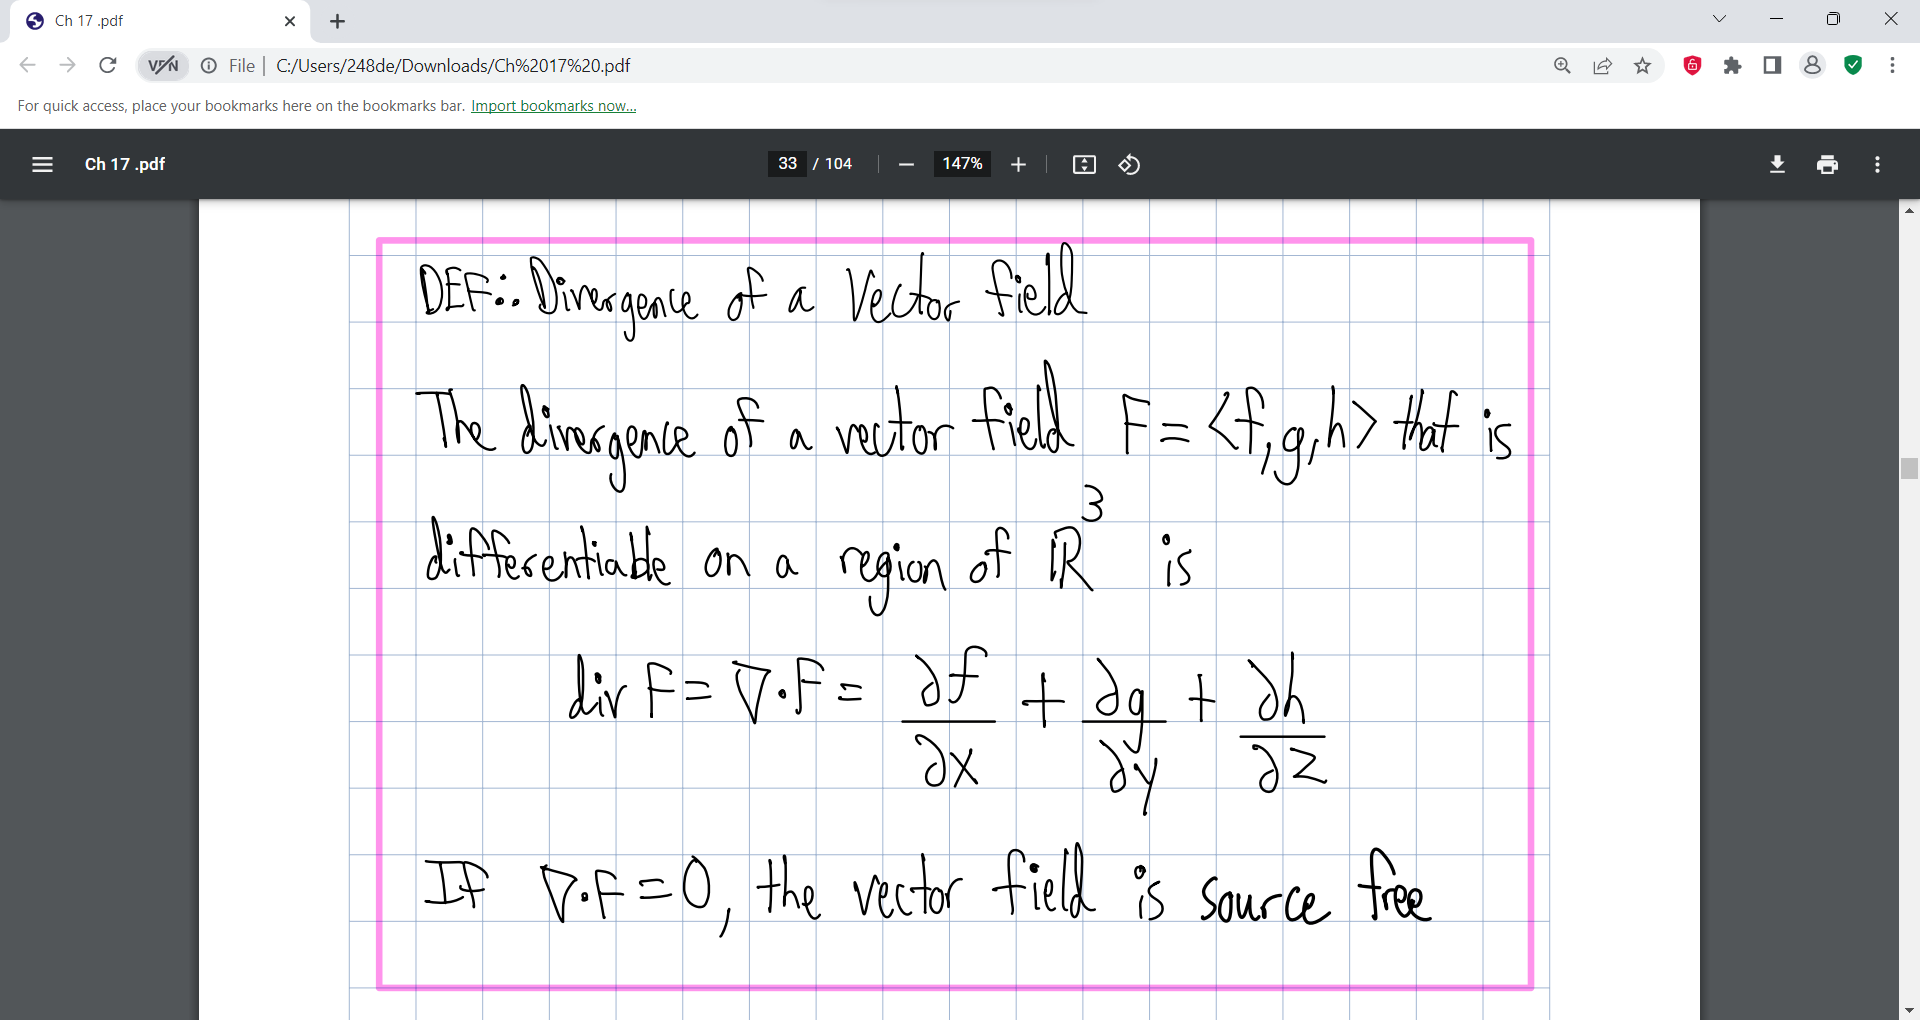 Ch 17 .pdf
VPN File C:/Users/248de/Downloads/Ch%2017%20.pdf
For quick access, place your bookmarks here on the bookmarks bar. Import bookmarks now...
Ch 17 .pdf 33 / 104 147%
DEF:. Divergence of a Vector field
The divergence of a vector field F = <f,g,h> that is
differentiable on a region of ℝ³ is
div F = ∇·F = ∂f/∂x + ∂g/∂y + ∂h/∂z
If ∇·F = 0, the vector field is source free